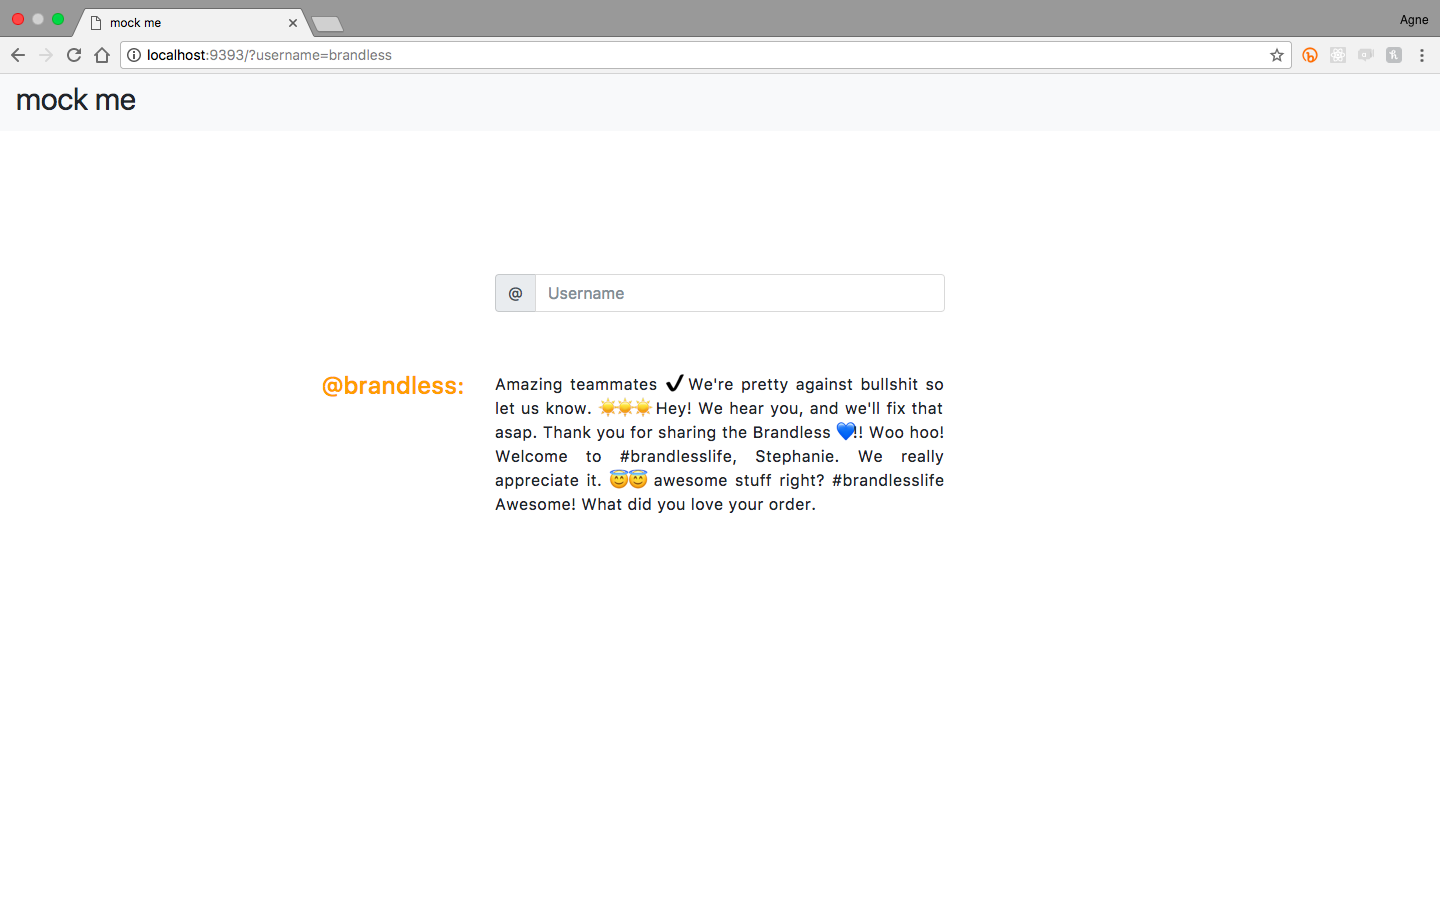 mock me
Agne
localhost:9393/?username=brandless
mock me
@ Username
@brandless:
Amazing teammates ✔️ We're pretty against bullshit so
let us know. ☀️☀️☀️ Hey! We hear you, and we'll fix that
asap. Thank you for sharing the Brandless 💙!! Woo hoo!
Welcome to #brandlesslife, Stephanie. We really
appreciate it. 😇😇 awesome stuff right? #brandlesslife
Awesome! What did you love your order.